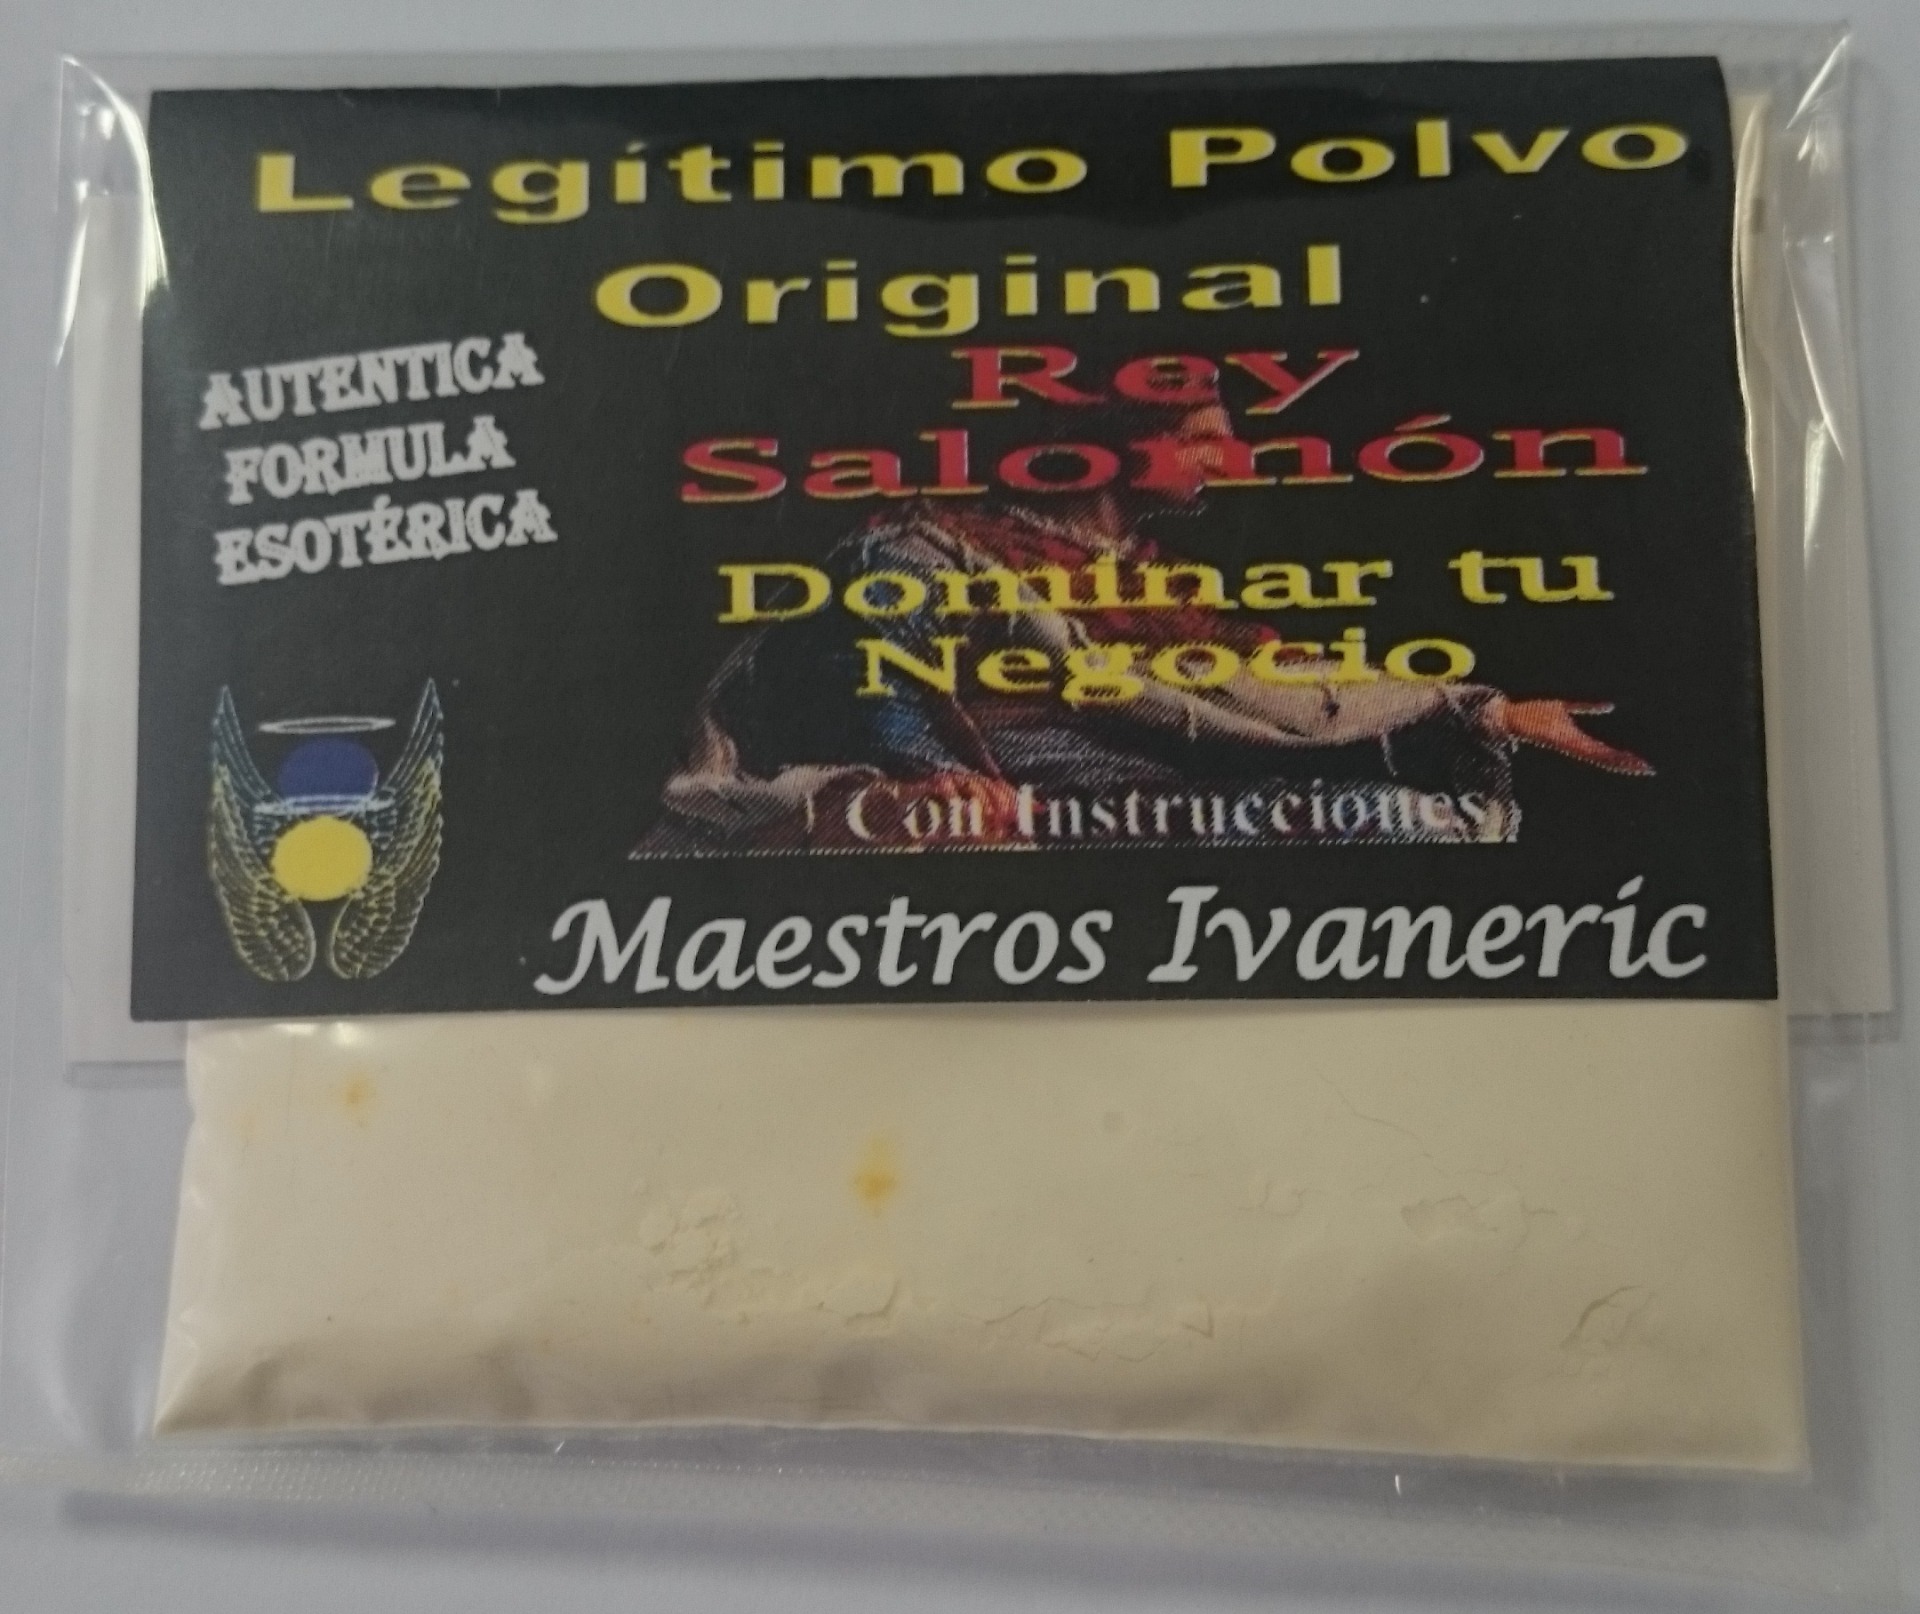 Legítimo Polvo
Original
AUTENTICA
FORMULA
ESOTÉRICA
Rey
Salomón
Dominar tu
Negocio
Con Instrucciones
Maestros Ivaneric